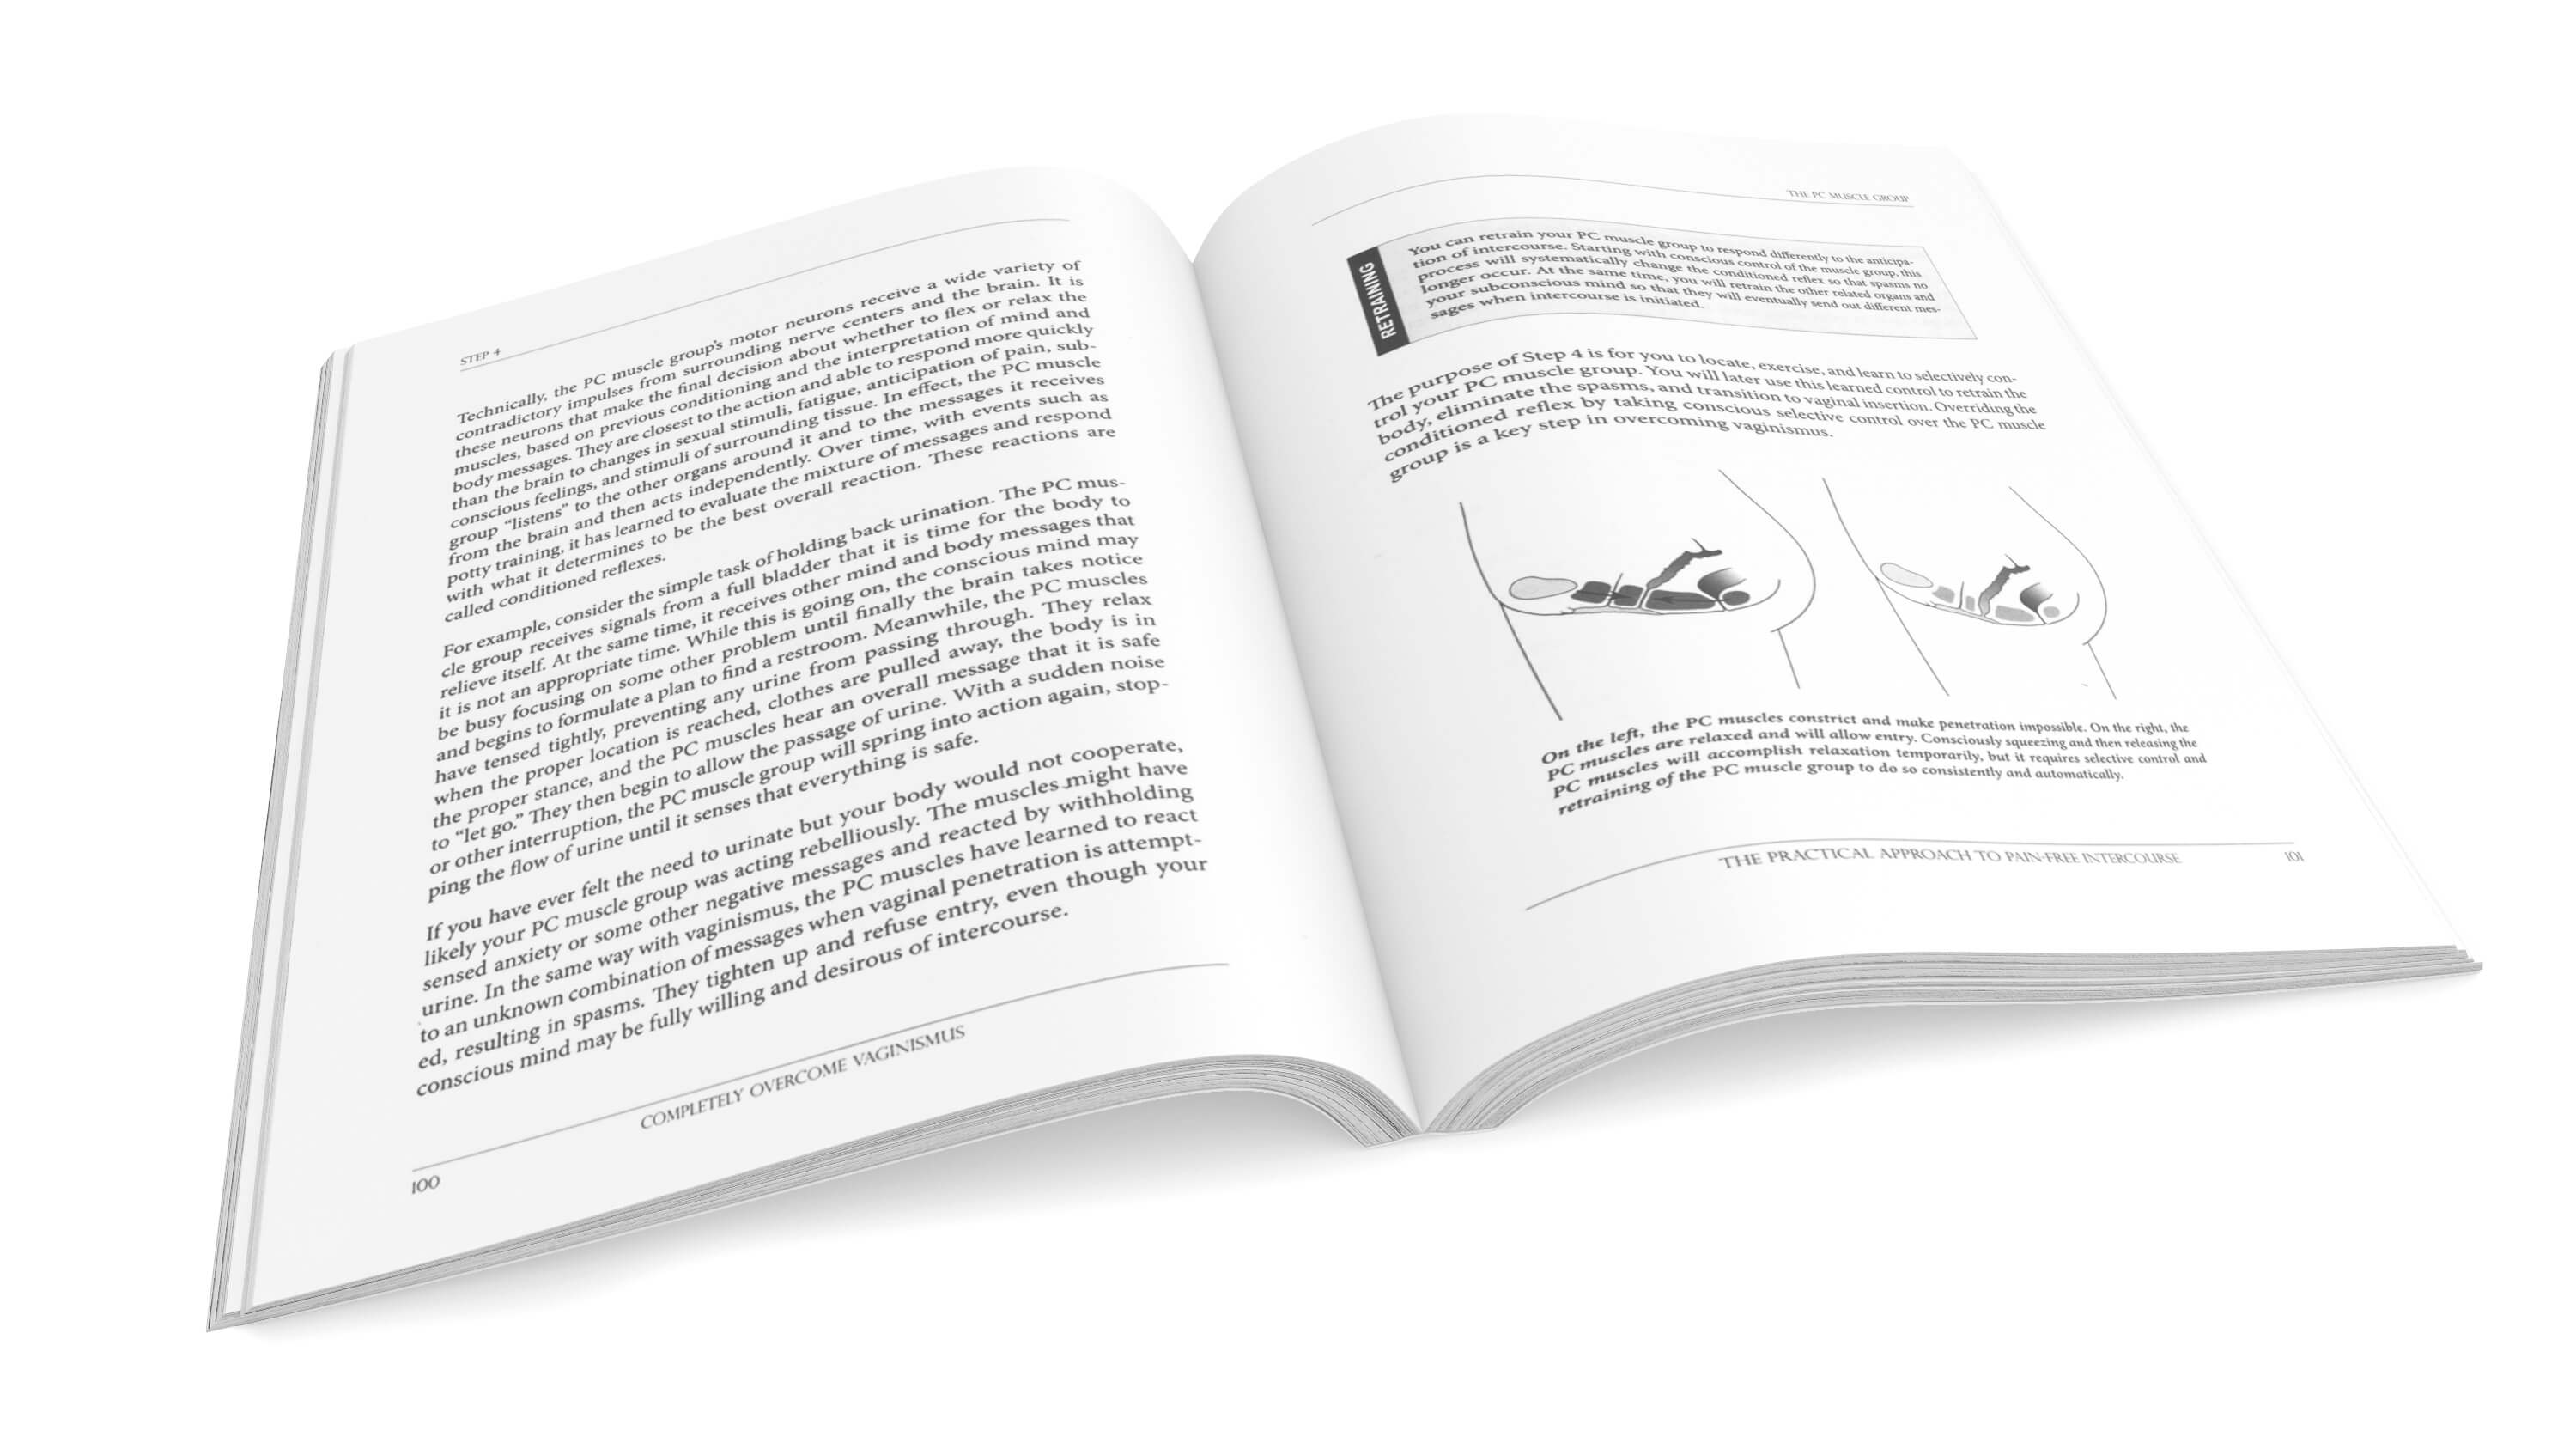 STEP 4
Technically, the PC muscle group's motor neurons receive a wide variety of
contradictory impulses from surrounding nerve centers and the brain. It is
these neurons that make the final decision about whether to flex or relax the
muscles, based on previous conditioning and the interpretation of mind and
body messages. They are closest to the action and able to respond more quickly
than the brain to changes in sexual stimuli, fatigue, anticipation of pain, sub-
conscious feelings, and stimuli of surrounding tissue. In effect, the PC muscle
group “listens” to the other organs around it and to the messages it receives
from the brain and then acts independently. Over time, with events such as
potty training, it has learned to evaluate the mixture of messages and respond
with what it determines to be the best overall reaction. These reactions are
called conditioned reflexes.
For example, consider the simple task of holding back urination. The PC mus-
cle group receives signals from a full bladder that it is time for the body to
relieve itself. At the same time, it receives other mind and body messages that
it is not an appropriate time. While this is going on, the conscious mind may
be busy focusing on some other problem until finally the brain takes notice
and begins to formulate a plan to find a restroom. Meanwhile, the PC muscles
have tensed tightly, preventing any urine from passing through. They relax
when the proper location is reached, clothes are pulled away, the body is in
the proper stance, and the PC muscles hear an overall message that it is safe
to “let go.” They then begin to allow the passage of urine. With a sudden noise
or other interruption, the PC muscle group will spring into action again, stop-
ping the flow of urine until it senses that everything is safe.
If you have ever felt the need to urinate but your body would not cooperate,
likely your PC muscle group was acting rebelliously. The muscles might have
sensed anxiety or some other negative messages and reacted by withholding
urine. In the same way with vaginismus, the PC muscles have learned to react
to an unknown combination of messages when vaginal penetration is attempt-
ed, resulting in spasms. They tighten up and refuse entry, even though your
conscious mind may be fully willing and desirous of intercourse.
COMPLETELY OVERCOME VAGINISMUS
100
THE PC MUSCLE GROUP
RETRAINING
You can retrain your PC muscle group to respond differently to the anticipa-
tion of intercourse. Starting with conscious control of the muscle group, this
process will systematically change the conditioned reflex so that spasms no
longer occur. At the same time, you will retrain the other related organs and
your subconscious mind so that they will eventually send out different mes-
sages when intercourse is initiated.
The purpose of Step 4 is for you to locate, exercise, and learn to selectively con-
trol your PC muscle group. You will later use this learned control to retrain the
body, eliminate the spasms, and transition to vaginal insertion. Overriding the
conditioned reflex by taking conscious selective control over the PC muscle
group is a key step in overcoming vaginismus.
On the left, the PC muscles constrict and make penetration impossible. On the right, the
PC muscles are relaxed and will allow entry. Consciously squeezing and then releasing the
PC muscles will accomplish relaxation temporarily, but it requires selective control and
retraining of the PC muscle group to do so consistently and automatically.
THE PRACTICAL APPROACH TO PAIN-FREE INTERCOURSE
101